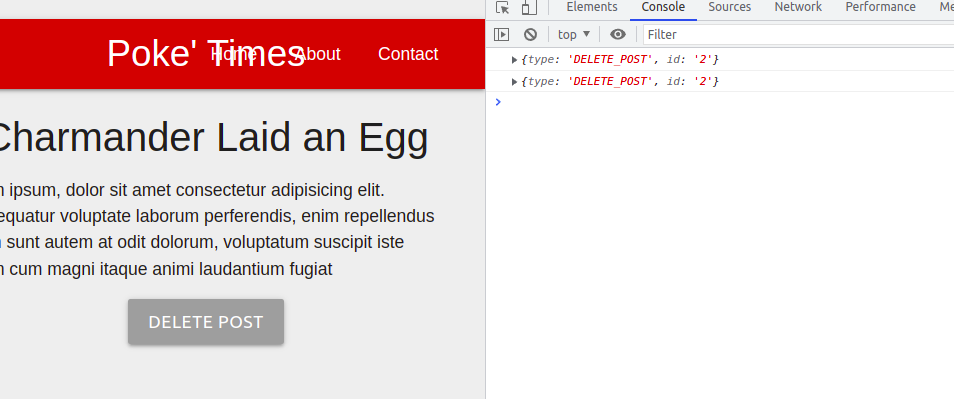 Poke' Times Home About Contact
Charmander Laid an Egg
ipsum, dolor sit amet consectetur adipisicing elit.
equatur voluptate laborum perferendis, enim repellendus
sunt autem at odit dolorum, voluptatum suscipit iste
cum magni itaque animi laudantium fugiat
DELETE POST
Elements Console Sources Network Performance Me
top Filter
{type: 'DELETE_POST', id: '2'}
{type: 'DELETE_POST', id: '2'}